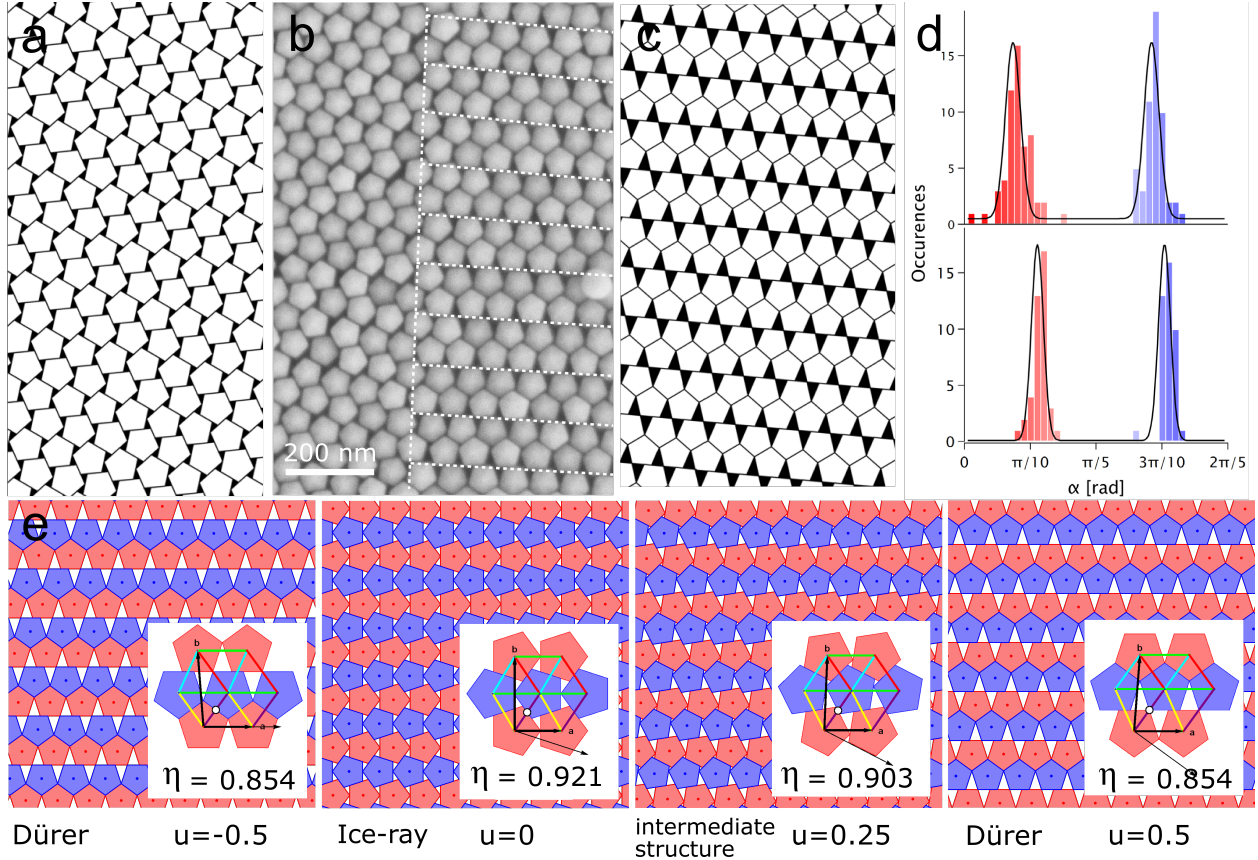 a
b
c
d
200 nm
15
10
5
0
15
10
5
0
Occurences
0 π/10 π/5 3π/10 2π/5
α [rad]
e
b
a
η = 0.854
b
a
η = 0.921
b
a
η = 0.903
b
a
η = 0.854
Dürer u=-0.5
Ice-ray u=0
intermediate
structure u=0.25
Dürer u=0.5